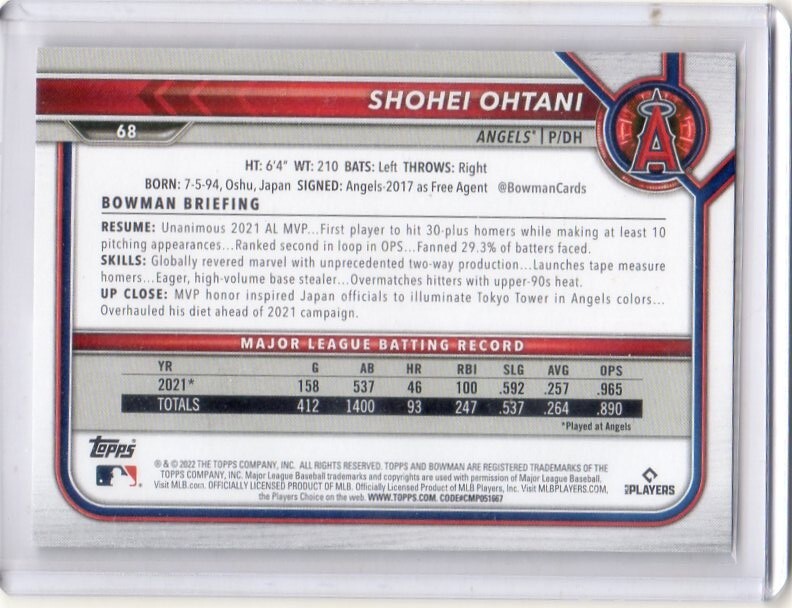 SHOHEI OHTANI
68
ANGELS® | P/DH
A
HT: 6'4" WT: 210 BATS: Left THROWS: Right
BORN: 7-5-94, Oshu, Japan SIGNED: Angels-2017 as Free Agent @BowmanCards
BOWMAN BRIEFING
RESUME: Unanimous 2021 AL MVP...First player to hit 30-plus homers while making at least 10
pitching appearances...Ranked second in loop in OPS...Fanned 29.3% of batters faced.
SKILLS: Globally revered marvel with unprecedented two-way production...Launches tape measure
homers...Eager, high-volume base stealer...Overmatches hitters with upper-90s heat.
UP CLOSE: MVP honor inspired Japan officials to illuminate Tokyo Tower in Angels colors...
Overhauled his diet ahead of 2021 campaign.
MAJOR LEAGUE BATTING RECORD
YR G AB HR RBI SLG AVG OPS
2021* 158 537 46 100 .592 .257 .965
TOTALS 412 1400 93 247 .537 .264 .890
*Played at Angels
Topps
® & © 2022 THE TOPPS COMPANY, INC. ALL RIGHTS RESERVED. TOPPS AND BOWMAN ARE REGISTERED TRADEMARKS OF THE
TOPPS COMPANY, INC. Major League Baseball trademarks and copyrights are used with permission of Major League Baseball.
Visit MLB.com. OFFICIALLY LICENSED PRODUCT OF MLB. Officially Licensed Product of MLB Players, Inc. Visit MLBPLAYERS.COM,
the Players Choice on the web. WWW.TOPPS.COM. CODE#CMP051667
MLB PLAYERS